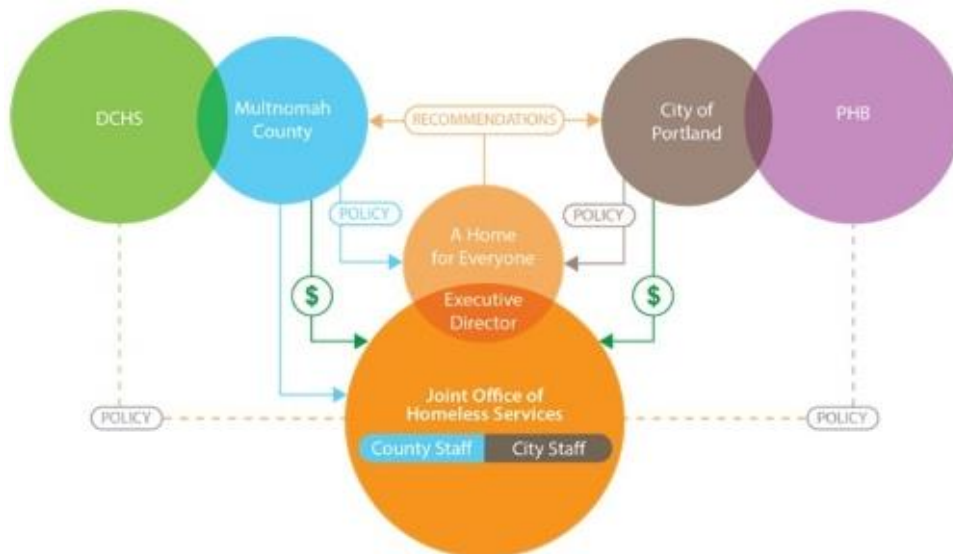 DCHS
Multnomah
County
RECOMMENDATIONS
City of
Portland
PHB
POLICY
POLICY
A Home
for Everyone
$
$
Executive
Director
Joint Office of
Homeless Services
POLICY
POLICY
County Staff
City Staff